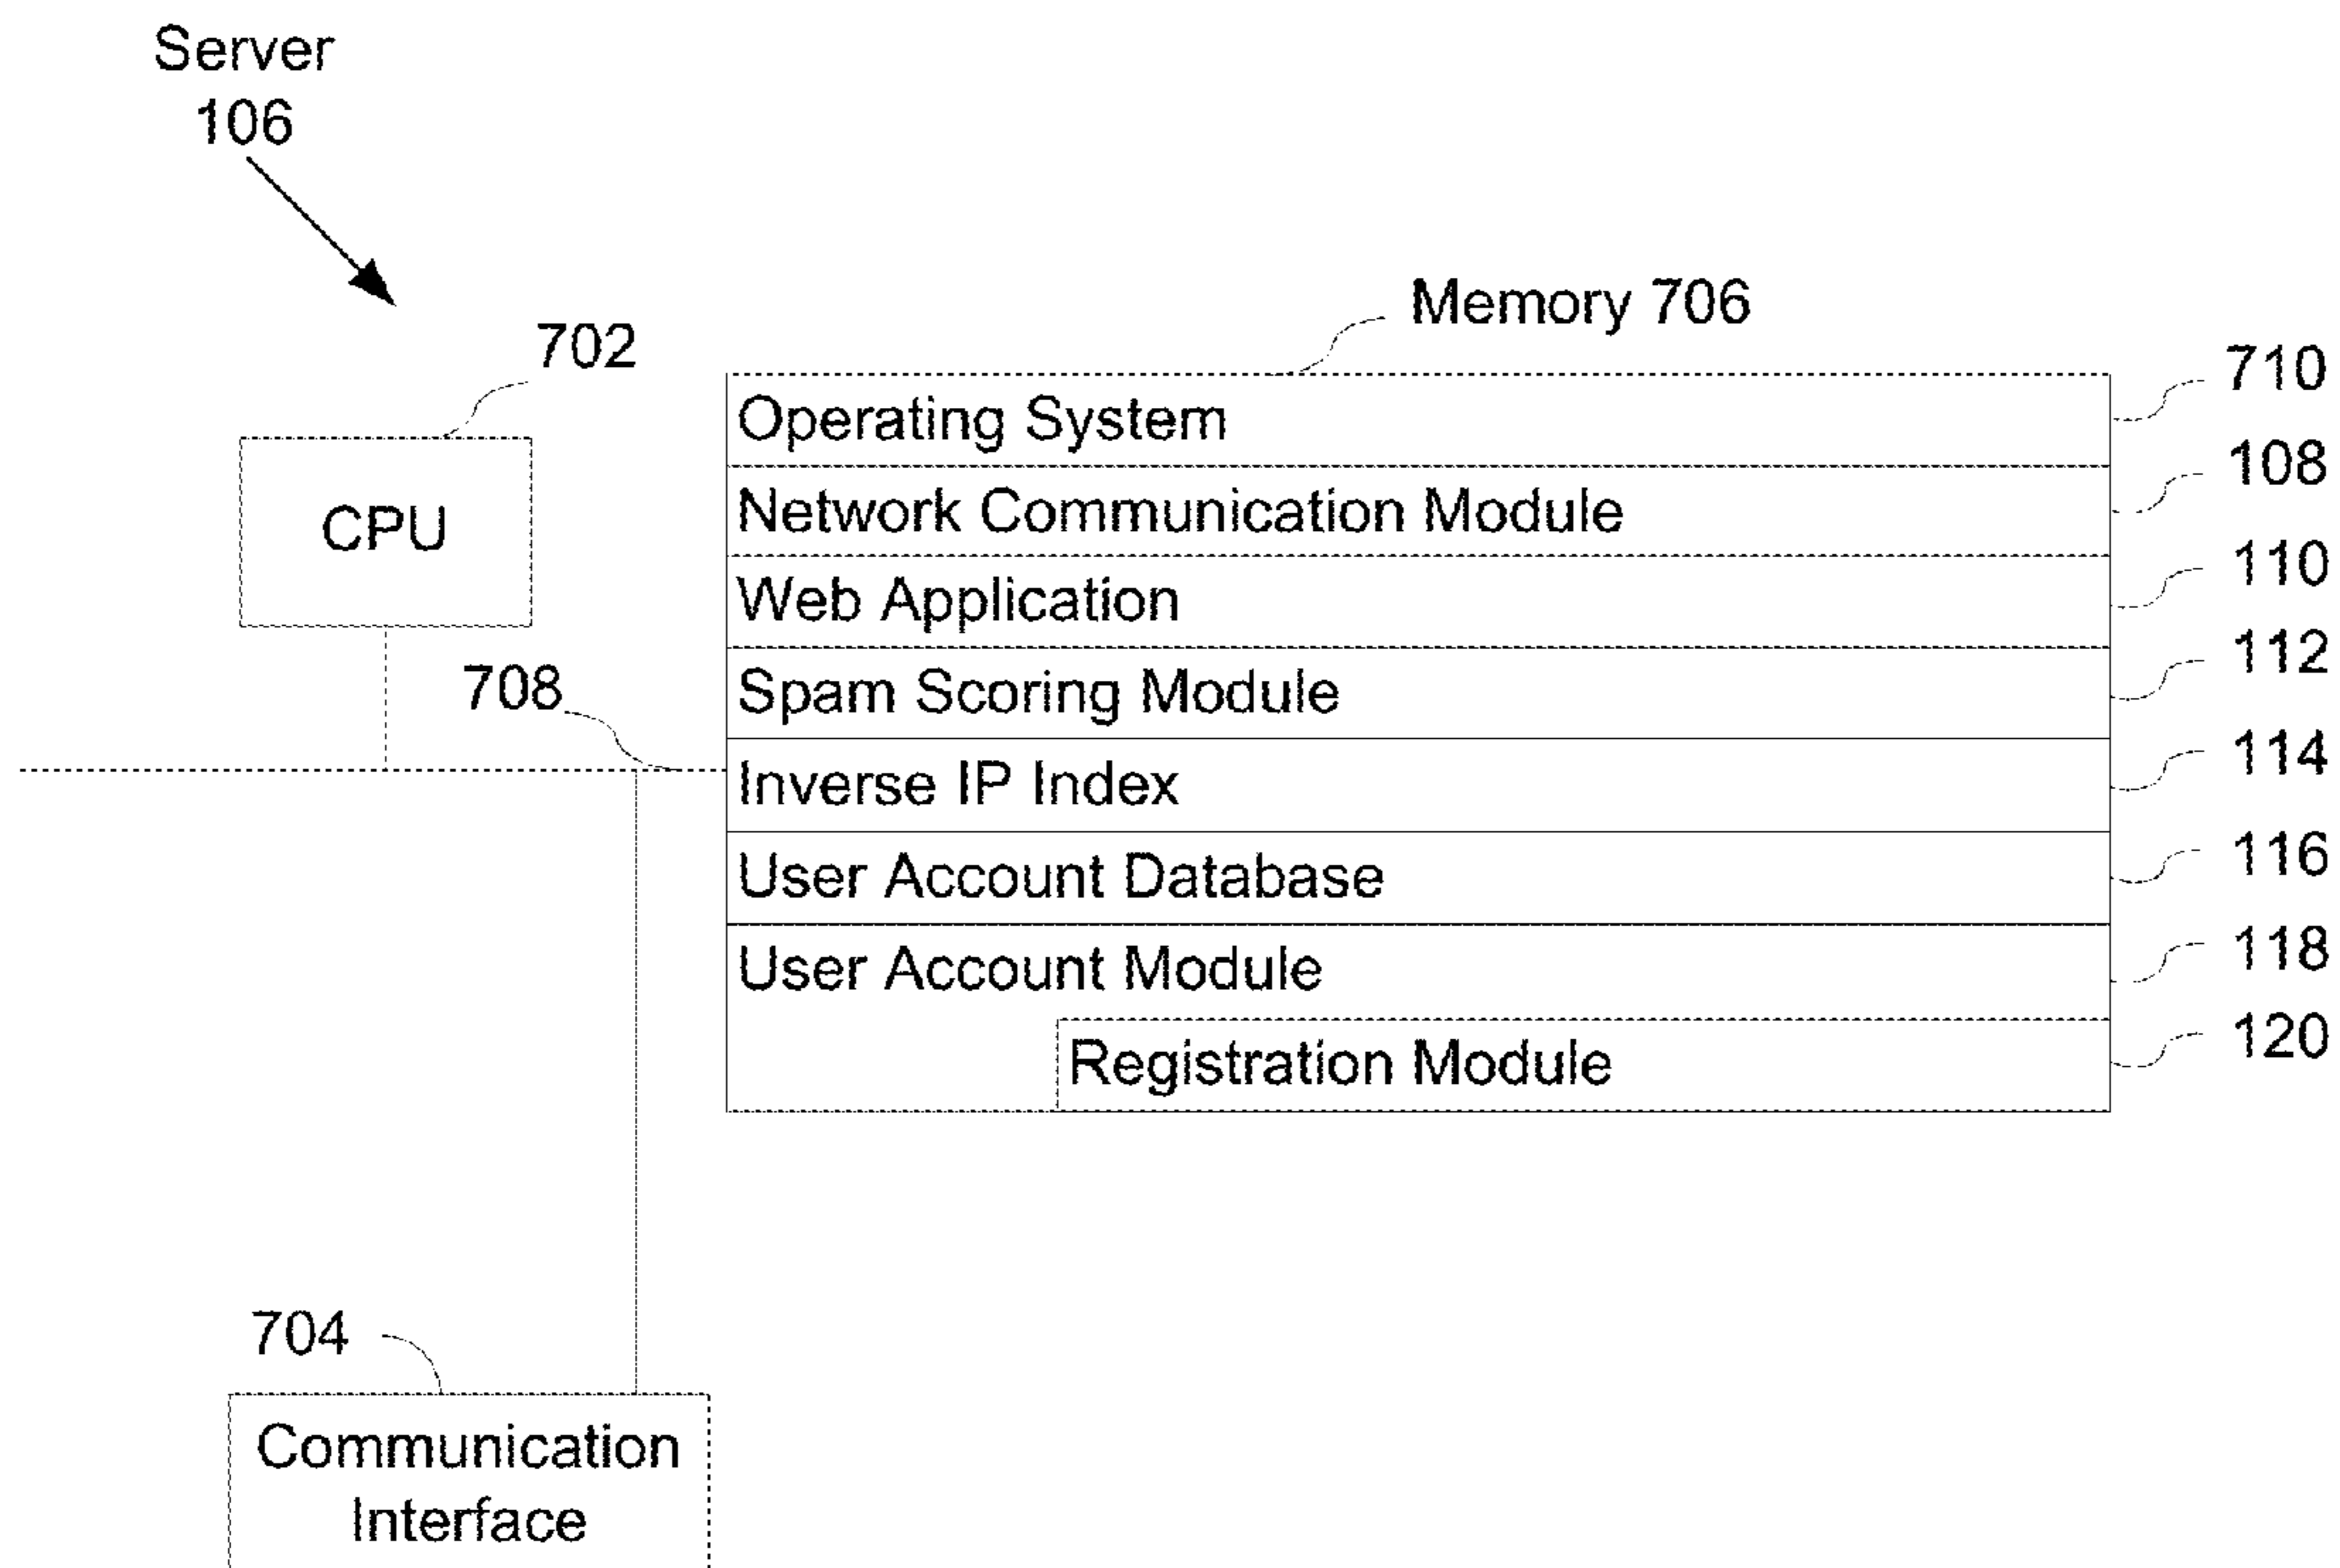 Server
106
Memory 706
702
710
Operating System
108
Network Communication Module
CPU
110
Web Application
112
708
Spam Scoring Module
114
Inverse IP Index
116
User Account Database
118
User Account Module
120
Registration Module
704
Communication
Interface